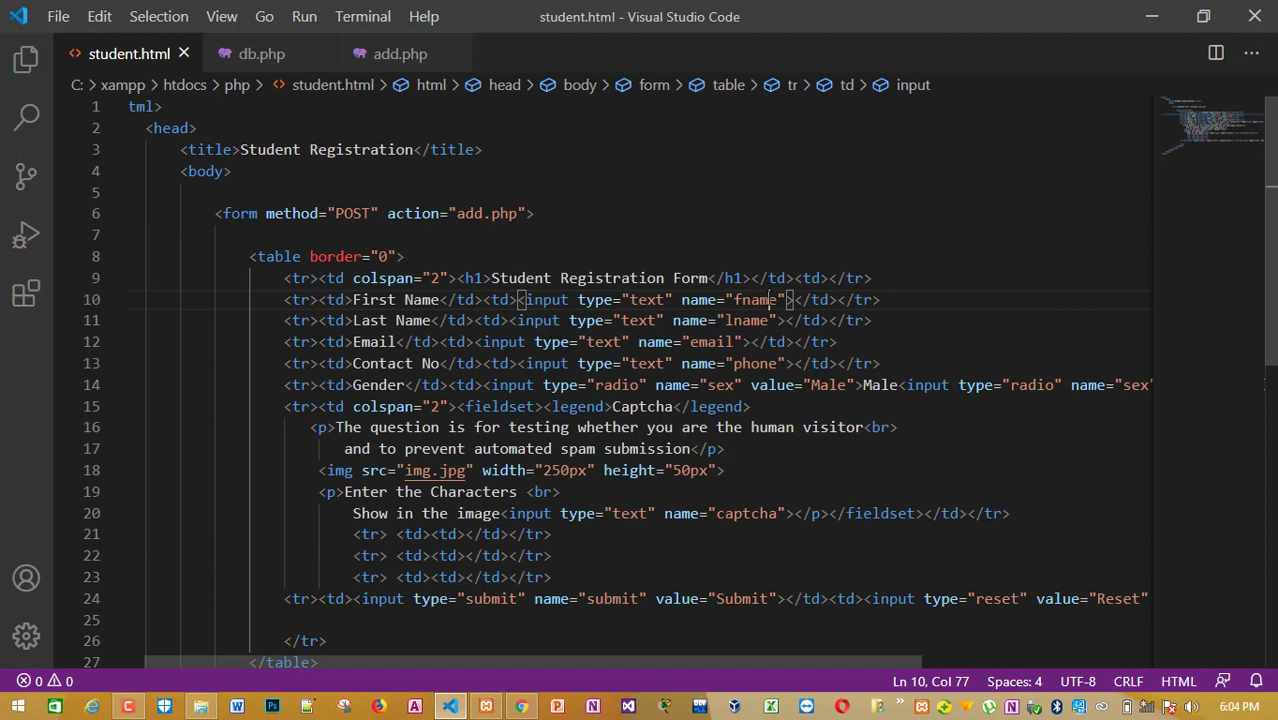 File Edit Selection View Go Run Terminal Help student.html - Visual Studio Code
student.html db.php add.php
C: > xampp > htdocs > php > student.html > html > head > body > form > table > tr > td > input
1 tml>
2 <head>
3 <title>Student Registration</title>
4 <body>
5
6 <form method="POST" action="add.php">
7
8 <table border="0">
9 <tr><td colspan="2"><h1>Student Registration Form</h1></td><td></tr>
10 <tr><td>First Name</td><td><input type="text" name="fname"></td></tr>
11 <tr><td>Last Name</td><td><input type="text" name="lname"></td></tr>
12 <tr><td>Email</td><td><input type="text" name="email"></td></tr>
13 <tr><td>Contact No</td><td><input type="text" name="phone"></td></tr>
14 <tr><td>Gender</td><td><input type="radio" name="sex" value="Male">Male<input type="radio" name="sex"
15 <tr><td colspan="2"><fieldset><legend>Captcha</legend>
16 <p>The question is for testing whether you are the human visitor<br>
17 and to prevent automated spam submission</p>
18 <img src="img.jpg" width="250px" height="50px">
19 <p>Enter the Characters <br>
20 Show in the image<input type="text" name="captcha"></p></fieldset></td></tr>
21 <tr> <td><td></td></tr>
22 <tr> <td><td></td></tr>
23 <tr> <td><td></td></tr>
24 <tr><td><input type="submit" name="submit" value="Submit"></td><td><input type="reset" value="Reset"
25
26 </tr>
27 </table>
0 0 Ln 10, Col 77 Spaces: 4 UTF-8 CRLF HTML
6:04 PM